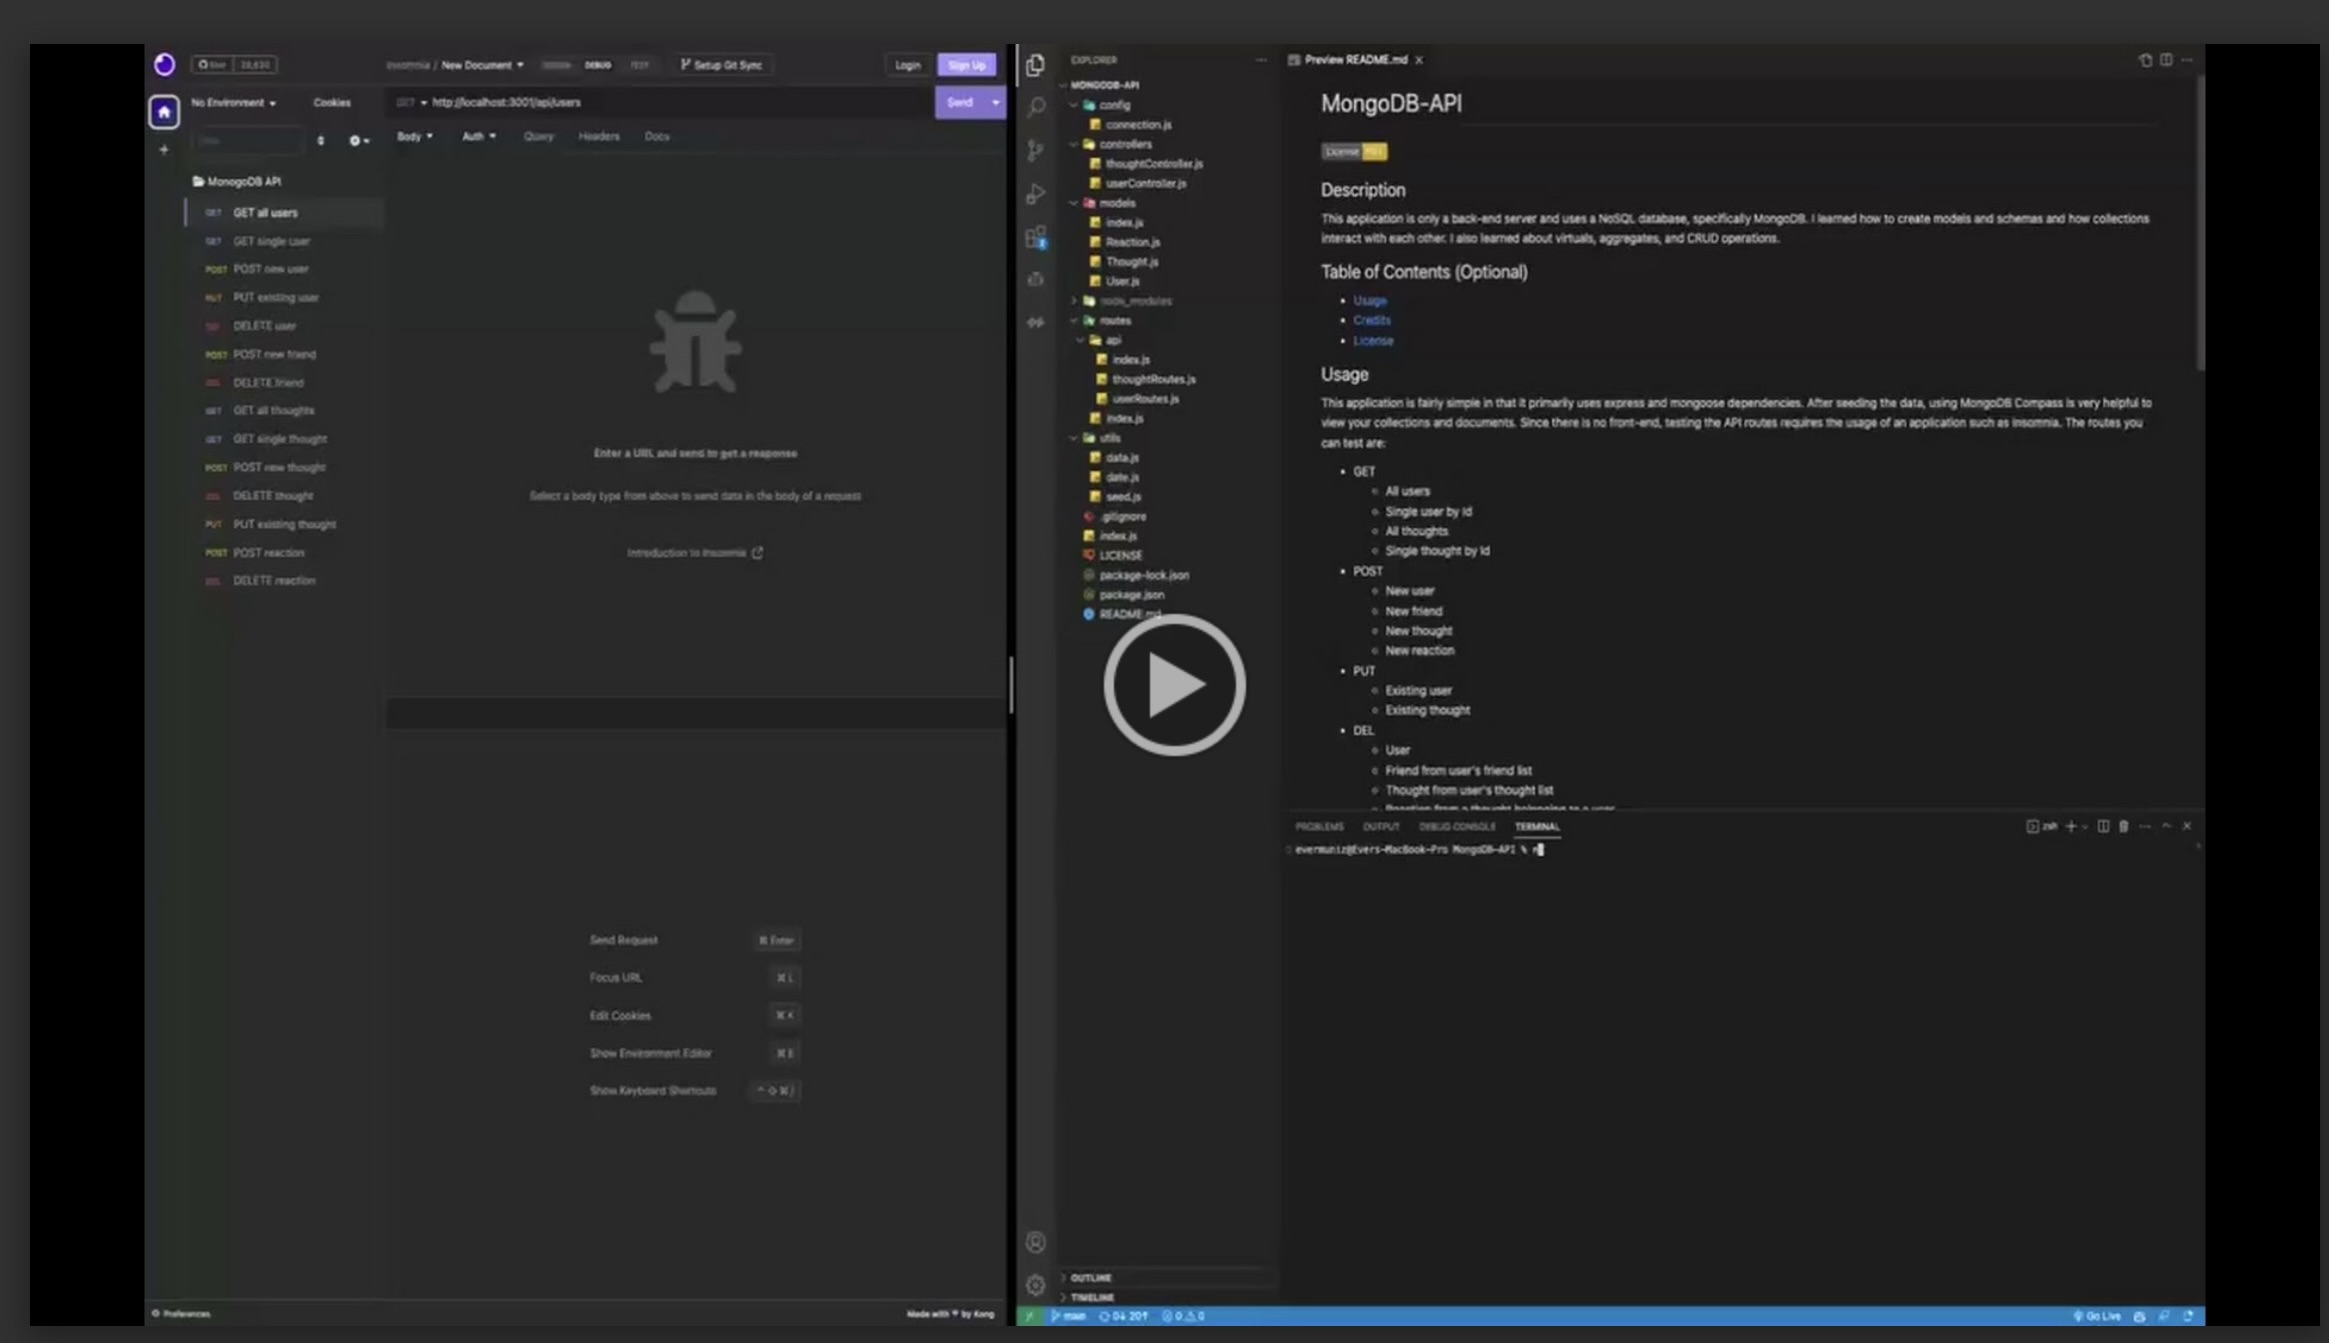 insomnia / New Document DEBUG TEST Setup Git Sync Login Sign Up
No Environment Cookies
GET http://localhost:3001/api/users Send
Body Auth Query Headers Docs
MonogoDB API
GET GET all users
GET GET single user
POST POST new user
PUT PUT existing user
DEL DELETE user
POST POST new friend
DEL DELETE friend
GET GET all thoughts
GET GET single thought
POST POST new thought
DEL DELETE thought
PUT PUT existing thought
POST POST reaction
DEL DELETE reaction
Enter a URL and send to get a response
Select a body type from above to send data in the body of a request
Introduction to Insomnia
Send Request ⌘ Enter
Focus URL ⌘ L
Edit Cookies ⌘ K
Show Environment Editor ⌘ E
Show Keyboard Shortcuts
Preferences
Made with ♥ by Kong
EXPLORER
MONGODB-API
config
connection.js
controllers
thoughtController.js
userController.js
models
index.js
Reaction.js
Thought.js
User.js
node_modules
routes
api
index.js
thoughtRoutes.js
userRoutes.js
index.js
utils
data.js
date.js
seed.js
.gitignore
index.js
LICENSE
package-lock.json
package.json
README.md
OUTLINE
TIMELINE
Preview README.md
MongoDB-API
License MIT
Description
This application is only a back-end server and uses a NoSQL database, specifically MongoDB. I learned how to create models and schemas and how collections
interact with each other. I also learned about virtuals, aggregates, and CRUD operations.
Table of Contents (Optional)
• Usage
• Credits
• License
Usage
This application is fairly simple in that it primarily uses express and mongoose dependencies. After seeding the data, using MongoDB Compass is very helpful to
view your collections and documents. Since there is no front-end, testing the API routes requires the usage of an application such as Insomnia. The routes you
can test are:
• GET
All users
Single user by Id
All thoughts
Single thought by Id
• POST
New user
New friend
New thought
New reaction
• PUT
Existing user
Existing thought
• DEL
User
Friend from user's friend list
Thought from user's thought list
Reaction from a thought belonging to a user
PROBLEMS OUTPUT DEBUG CONSOLE TERMINAL zsh
evermuniz@Evers-MacBook-Pro MongoDB-API % n
main 0↓ 20↑ 0 0 Go Live